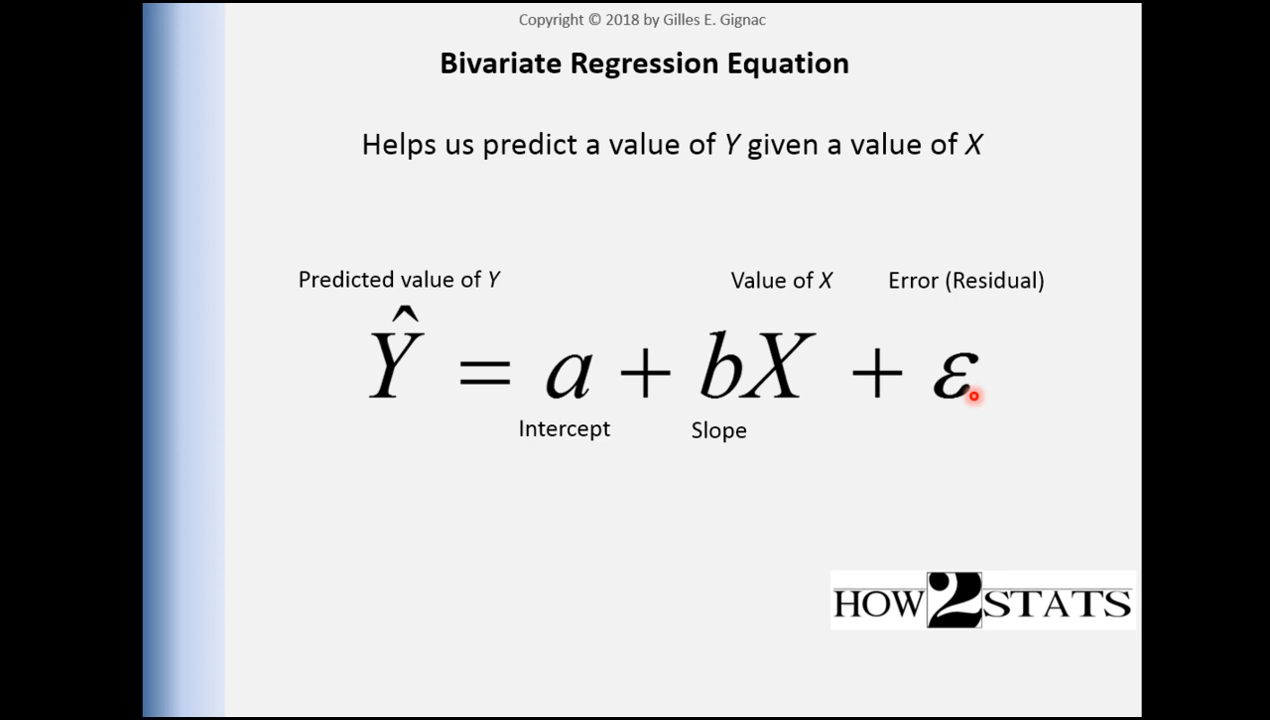 Copyright © 2018 by Gilles E. Gignac
Bivariate Regression Equation
Helps us predict a value of Y given a value of X
Predicted value of Y Value of X Error (Residual)
Ŷ = a + bX + ε
Intercept Slope
HOW2STATS